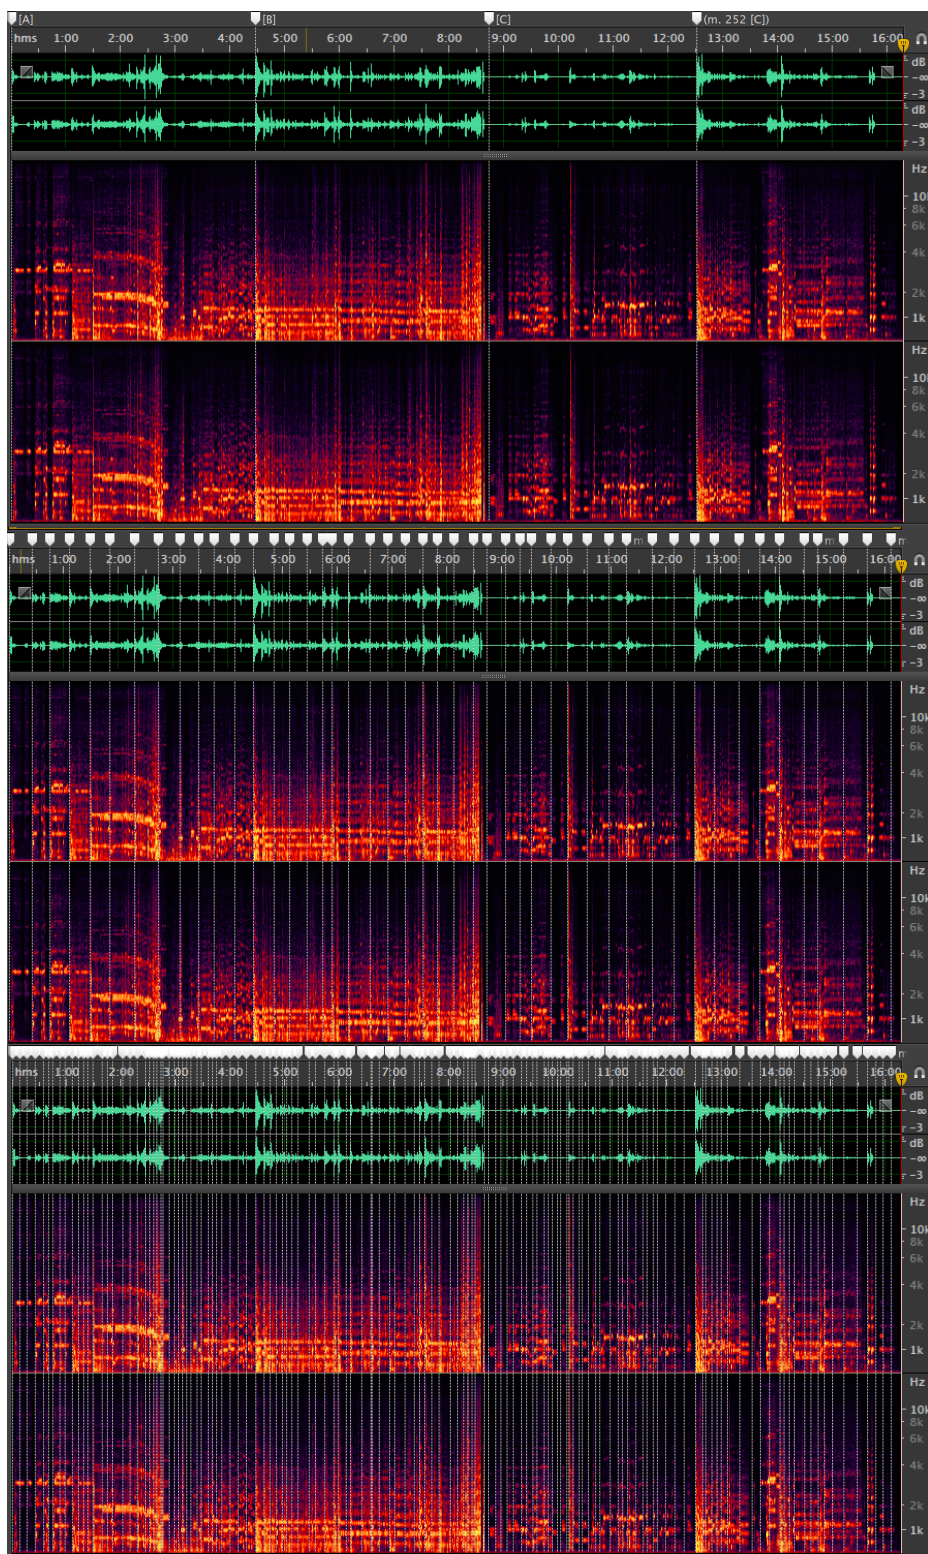 [A] [B] [C] (m. 252 [C])
hms 1:00 2:00 3:00 4:00 5:00 6:00 7:00 8:00 9:00 10:00 11:00 12:00 13:00 14:00 15:00 16:00
dB
-∞
-3
dB
-∞
-3
Hz
10k
8k
6k
4k
2k
1k
Hz
10k
8k
6k
4k
2k
1k
m m m
hms 1:00 2:00 3:00 4:00 5:00 6:00 7:00 8:00 9:00 10:00 11:00 12:00 13:00 14:00 15:00 16:00
dB
-∞
-3
dB
-∞
-3
Hz
10k
8k
6k
4k
2k
1k
Hz
10k
8k
6k
4k
2k
1k
hms 1:00 2:00 3:00 4:00 5:00 6:00 7:00 8:00 9:00 10:00 11:00 12:00 13:00 14:00 15:00 16:00
dB
-∞
-3
dB
-∞
-3
Hz
10k
8k
6k
4k
2k
1k
Hz
10k
8k
6k
4k
2k
1k